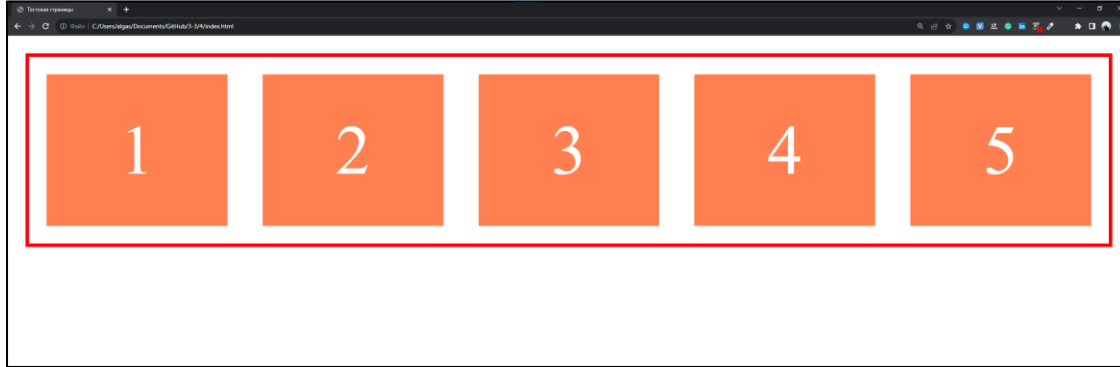 Тестовая страница
Файл | C:/Users/algas/Documents/GitHub/3-3/4/index.html
1 2 3 4 5